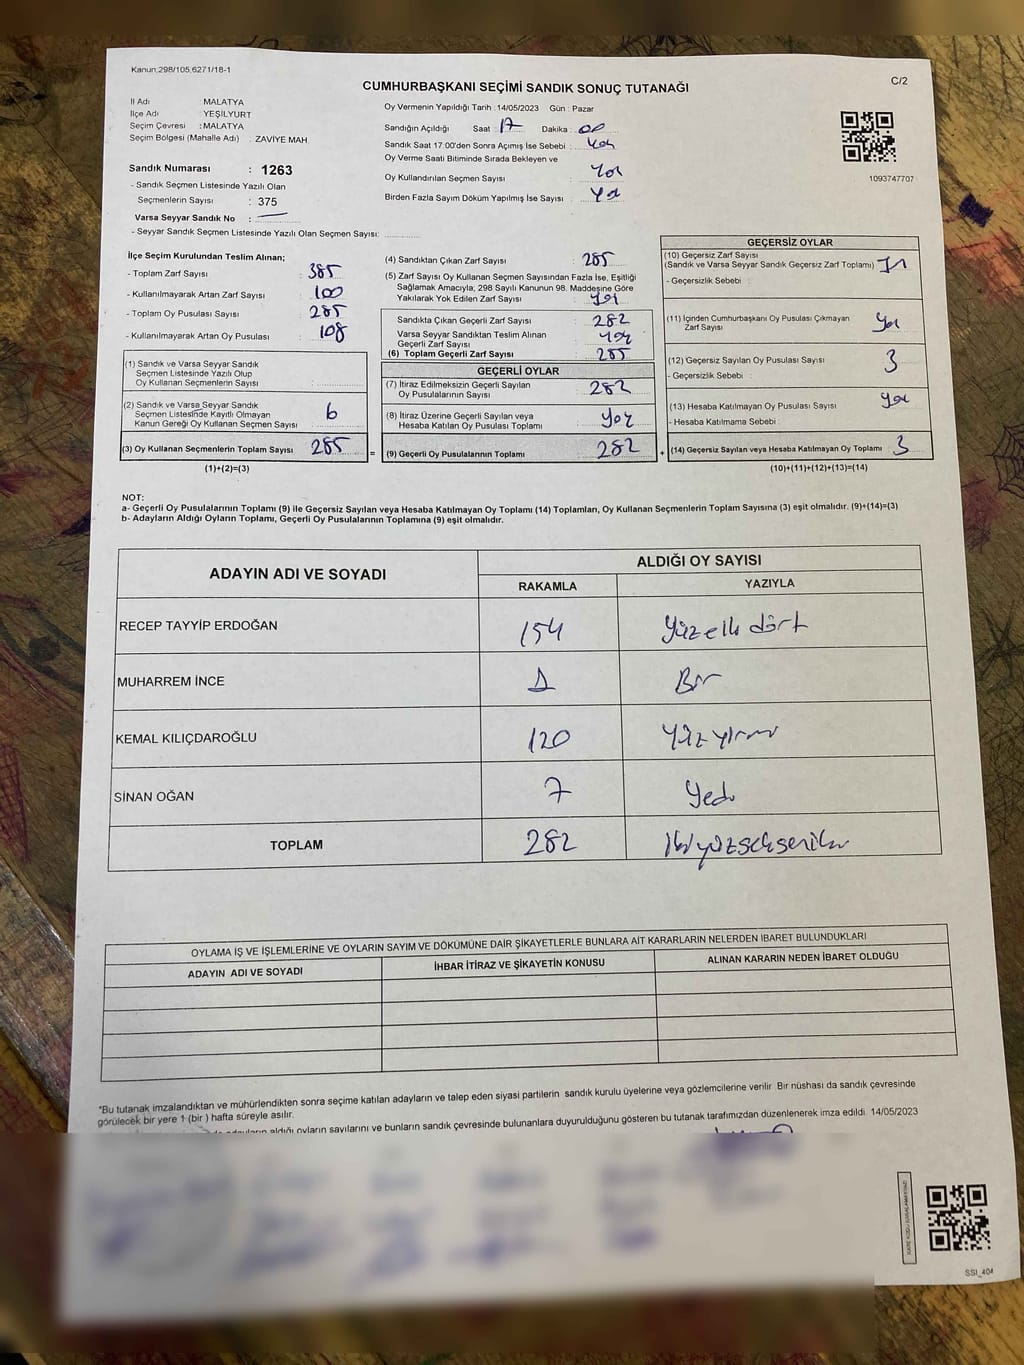 Kanun 298/105,6271/18-1
CUMHURBAŞKANI SEÇİMİ SANDIK SONUÇ TUTANAĞI
C/2
İl Adı MALATYA
İlçe Adı : YEŞİLYURT
Seçim Çevresi : MALATYA
Seçim Bölgesi (Mahalle Adı) : ZAVİYE MAH
Sandık Numarası : 1263
- Sandık Seçmen Listesinde Yazılı Olan
Seçmenlerin Sayısı : 375
Varsa Seyyar Sandık No : —
- Seyyar Sandık Seçmen Listesinde Yazılı Olan Seçmen Sayısı:
Oy Vermenin Yapıldığı Tarih : 14/05/2023 Gün : Pazar
Sandığın Açıldığı Saat : 17 Dakika : 00
Sandık Saat 17:00'den Sonra Açımış İse Sebebi : Yok
Oy Verme Saati Bitiminde Sırada Bekleyen ve
Oy Kullandırılan Seçmen Sayısı : Yok
Birden Fazla Sayım Döküm Yapılmış İse Sayısı : Yok
1093747707
İlçe Seçim Kurulundan Teslim Alınan;
- Toplam Zarf Sayısı : 385
- Kullanılmayarak Artan Zarf Sayısı : 100
- Toplam Oy Pusulası Sayısı : 285
- Kullanılmayarak Artan Oy Pusulası : 108
(1) Sandık ve Varsa Seyyar Sandık
Seçmen Listesinde Yazılı Olup
Oy Kullanan Seçmenlerin Sayısı :
(2) Sandık ve Varsa Seyyar Sandık
Seçmen Listesinde Kayıtlı Olmayan
Kanun Gereği Oy Kullanan Seçmen Sayısı : 6
(3) Oy Kullanan Seçmenlerin Toplam Sayısı : 285
(1)+(2)=(3)
(4) Sandıktan Çıkan Zarf Sayısı : 285
(5) Zarf Sayısı Oy Kullanan Seçmen Sayısından Fazla İse, Eşitliği
Sağlamak Amacıyla; 298 Sayılı Kanunun 98. Maddesine Göre
Yakılarak Yok Edilen Zarf Sayısı : Yok
Sandıkta Çıkan Geçerli Zarf Sayısı : 282
Varsa Seyyar Sandıktan Teslim Alınan
Geçerli Zarf Sayısı : Yok
(6) Toplam Geçerli Zarf Sayısı : 285
GEÇERLİ OYLAR
(7) İtiraz Edilmeksizin Geçerli Sayılan
Oy Pusulasının Sayısı : 282
(8) İtiraz Üzerine Geçerli Sayılan veya
Hesaba Katılan Oy Pusulası Toplamı : Yok
= (9) Geçerli Oy Pusulalarının Toplamı : 282 +
GEÇERSİZ OYLAR
(10) Geçersiz Zarf Sayısı
(Sandık ve Varsa Seyyar Sandık Geçersiz Zarf Toplamı)
- Geçersizlik Sebebi :
(11) İçinden Cumhurbaşkanı Oy Pusulası Çıkmayan
Zarf Sayısı Yok
(12) Geçersiz Sayılan Oy Pusulası Sayısı 3
- Geçersizlik Sebebi :
(13) Hesaba Katılmayan Oy Pusulası Sayısı Yok
- Hesaba Katılmama Sebebi :
(14) Geçersiz Sayılan veya Hesaba Katılmayan Oy Toplamı 3
(10)+(11)+(12)+(13)=(14)
NOT:
a- Geçerli Oy Pusulalarının Toplamı (9) ile Geçersiz Sayılan veya Hesaba Katılmayan Oy Toplamı (14) Toplamları, Oy Kullanan Seçmenlerin Toplam Sayısına (3) eşit olmalıdır. (9)+(14)=(3)
b- Adayların Aldığı Oyların Toplamı, Geçerli Oy Pusulalarının Toplamına (9) eşit olmalıdır.
ADAYIN ADI VE SOYADI
ALDIĞI OY SAYISI
RAKAMLA YAZIYLA
RECEP TAYYİP ERDOĞAN 154 Yüzelli dört
MUHARREM İNCE 1 Bir
KEMAL KILIÇDAROĞLU 120 Yüz yirmi
SİNAN OĞAN 7 Yedi
TOPLAM 282 İkiyüzsekseniki
OYLAMA İŞ VE İŞLEMLERİNE VE OYLARIN SAYIM VE DÖKÜMÜNE DAİR ŞİKAYETLERLE BUNLARA AİT KARARLARIN NELERDEN İBARET BULUNDUKLARI
ADAYIN ADI VE SOYADI İHBAR İTİRAZ VE ŞİKAYETİN KONUSU ALINAN KARARIN NEDEN İBARET OLDUĞU
*Bu tutanak imzalandıktan ve mühürlendikten sonra seçime katılan adayların ve talep eden siyasi partilerin sandık kurulu üyelerine veya gözlemcilerine verilir Bir nüshası da sandık çevresinde
görülecek bir yere 1 (bir ) hafta süreyle asılır.
aldığı oyların sayılarını ve bunların sandık çevresinde bulunanlara duyurulduğunu gösteren bu tutanak tarafımızdan düzenlenerek imza edildi. 14/05/2023
SSI_404